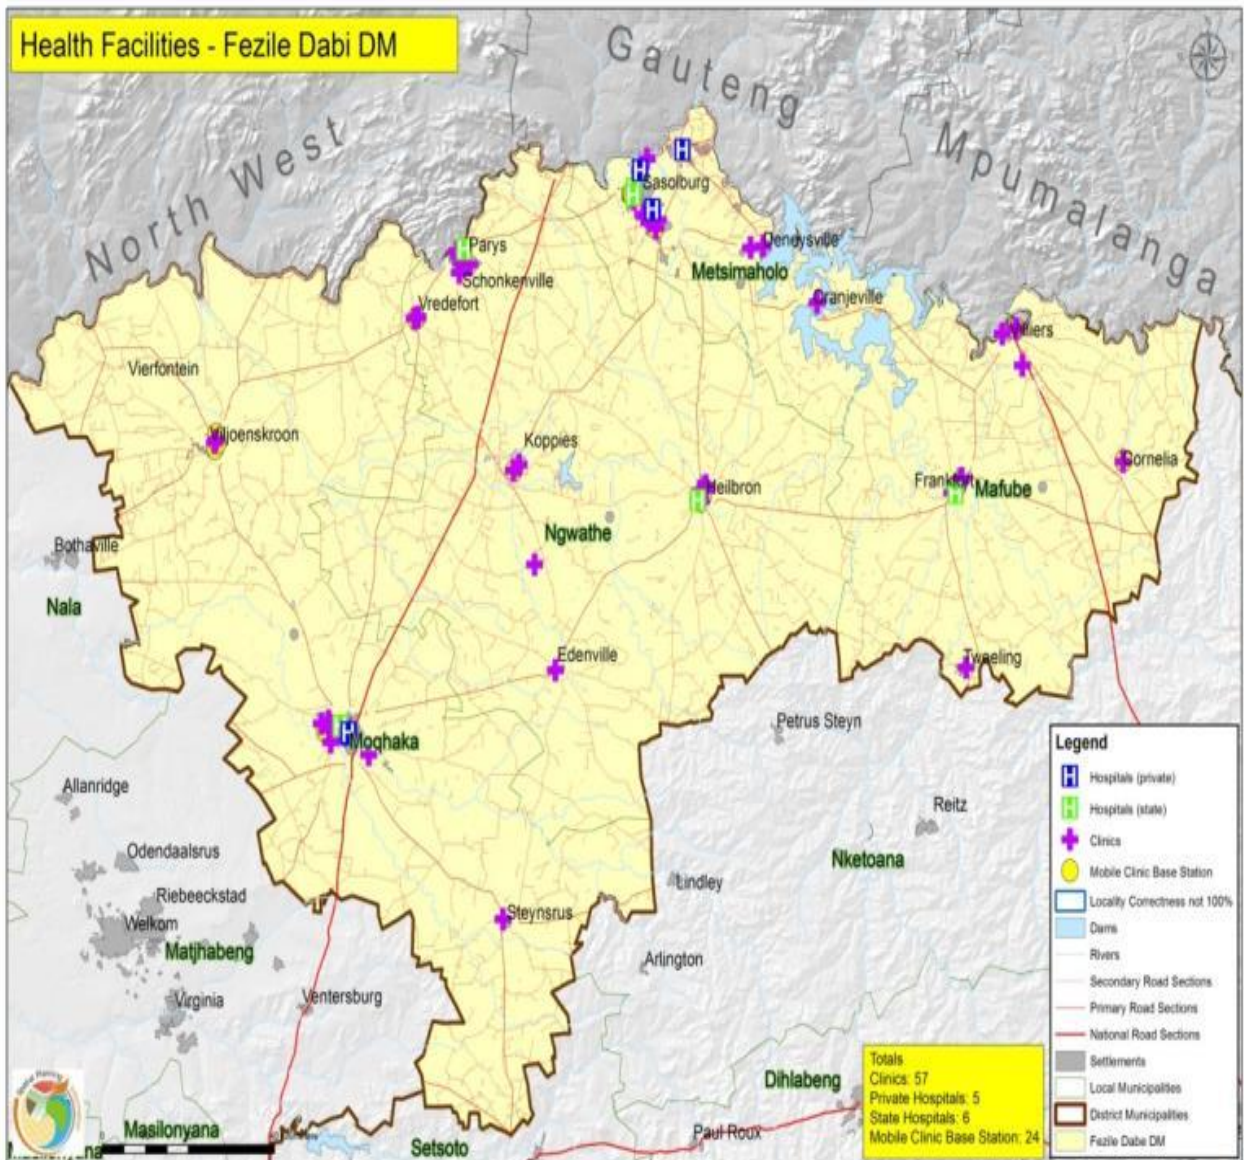 Health Facilities - Fezile Dabi DM
Gauteng
North West
Mpumalanga
Sasolburg
Parys
Deneysville
Schonkenville
Metsimaholo
Vredefort
Oranjeville
Villiers
Vierfontein
Viljoenskroon
Koppies
Cornelia
Heilbron
Frankfort
Mafube
Ngwathe
Bothaville
Nala
Edenville
Tweeling
Petrus Steyn
Moqhaka
Allanridge
Reitz
Odendaalsrus
Nketoana
Riebeeckstad
Lindley
Welkom
Steynsrus
Matjhabeng
Arlington
Virginia
Ventersburg
Dihlabeng
Masilonyana
Setsoto
Paul Roux
Legend
Hospitals (private)
Hospitals (state)
Clinics
Mobile Clinic Base Station
Locality Correctness not 100%
Dams
Rivers
Secondary Road Sections
Primary Road Sections
National Road Sections
Settlements
Local Municipalities
District Municipalities
Fezile Dabe DM
Totals
Clinics: 57
Private Hospitals: 5
State Hospitals: 6
Mobile Clinic Base Station: 24